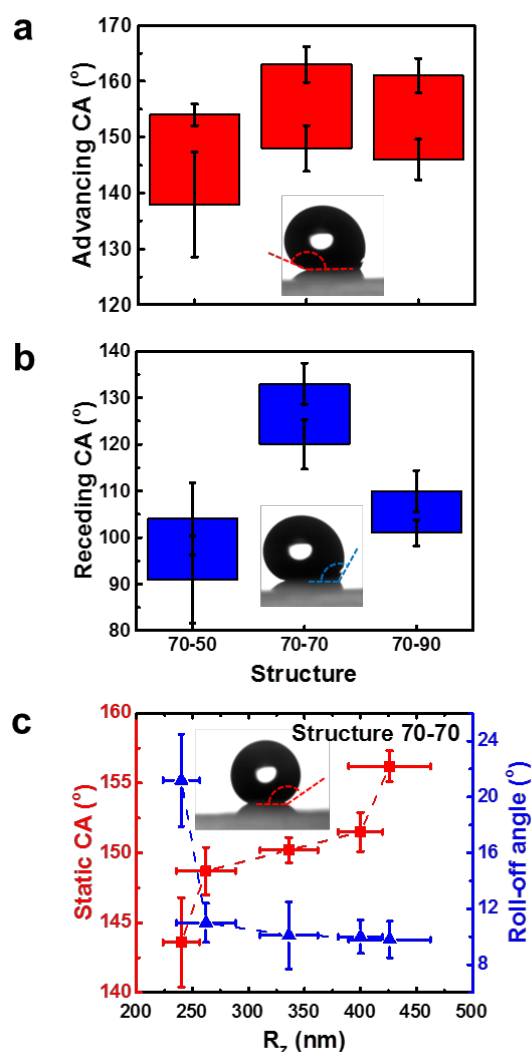 a
170
160
150
140
130
120
Advancing CA (°)
b
140
130
120
110
100
90
80
Receding CA (°)
70-50 70-70 70-90
Structure
c
Structure 70-70
160
155
150
145
140
Static CA (°)
24
20
16
12
8
Roll-off angle (°)
200 250 300 350 400 450 500
Rz (nm)